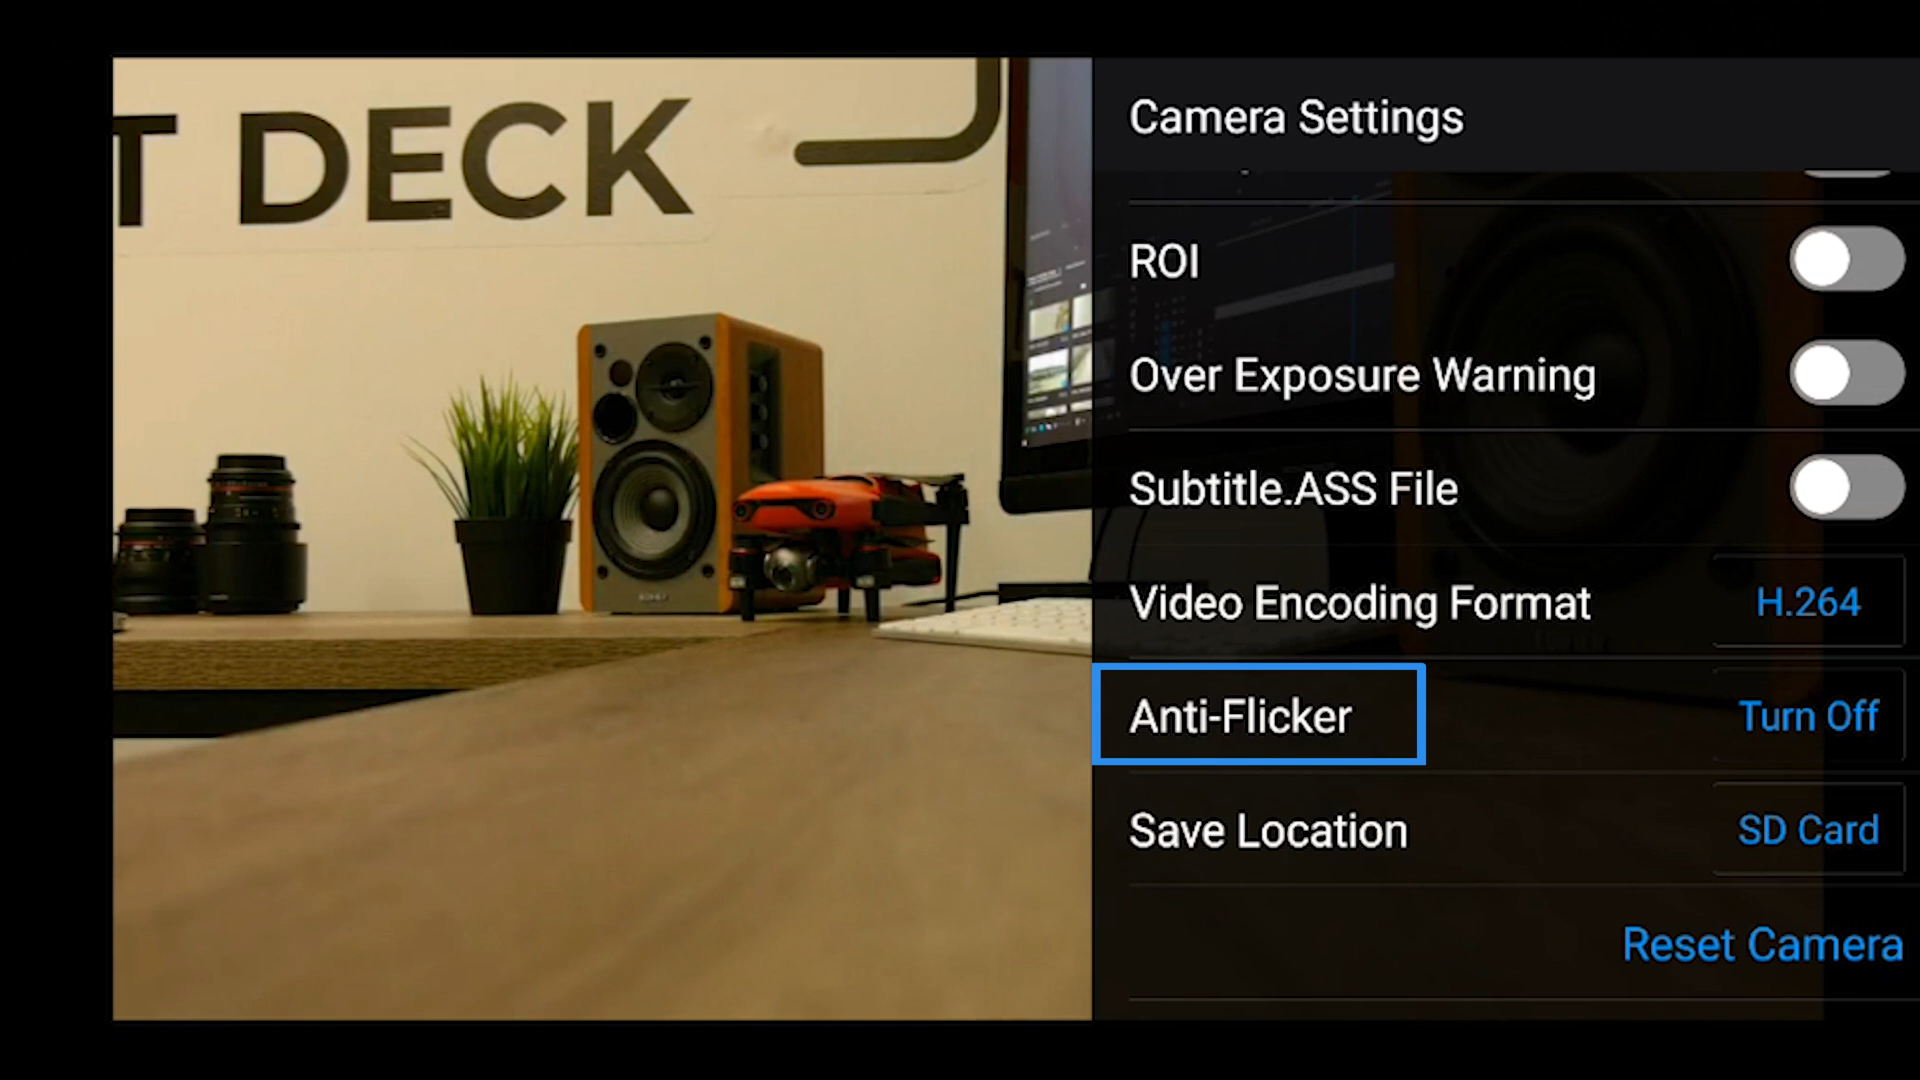 T DECK
Camera Settings
ROI
Over Exposure Warning
Subtitle.ASS File
Video Encoding Format
H.264
Anti-Flicker
Turn Off
Save Location
SD Card
Reset Camera